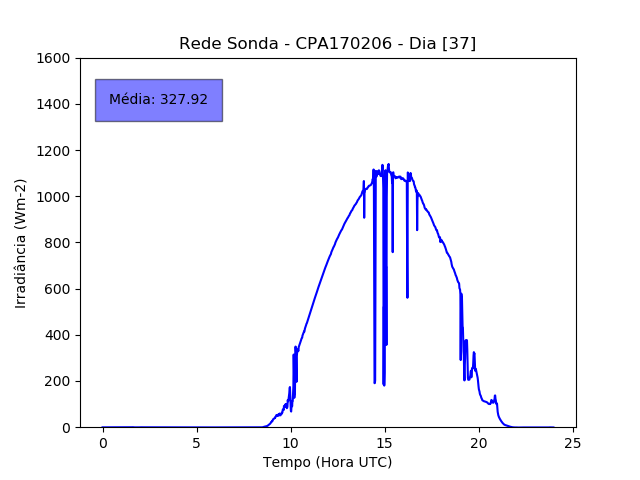 Rede Sonda - CPA170206 - Dia [37]
1600
1400
1200
1000
800
600
400
200
0
Média: 327.92
Irradiância (Wm-2)
0 5 10 15 20 25
Tempo (Hora UTC)